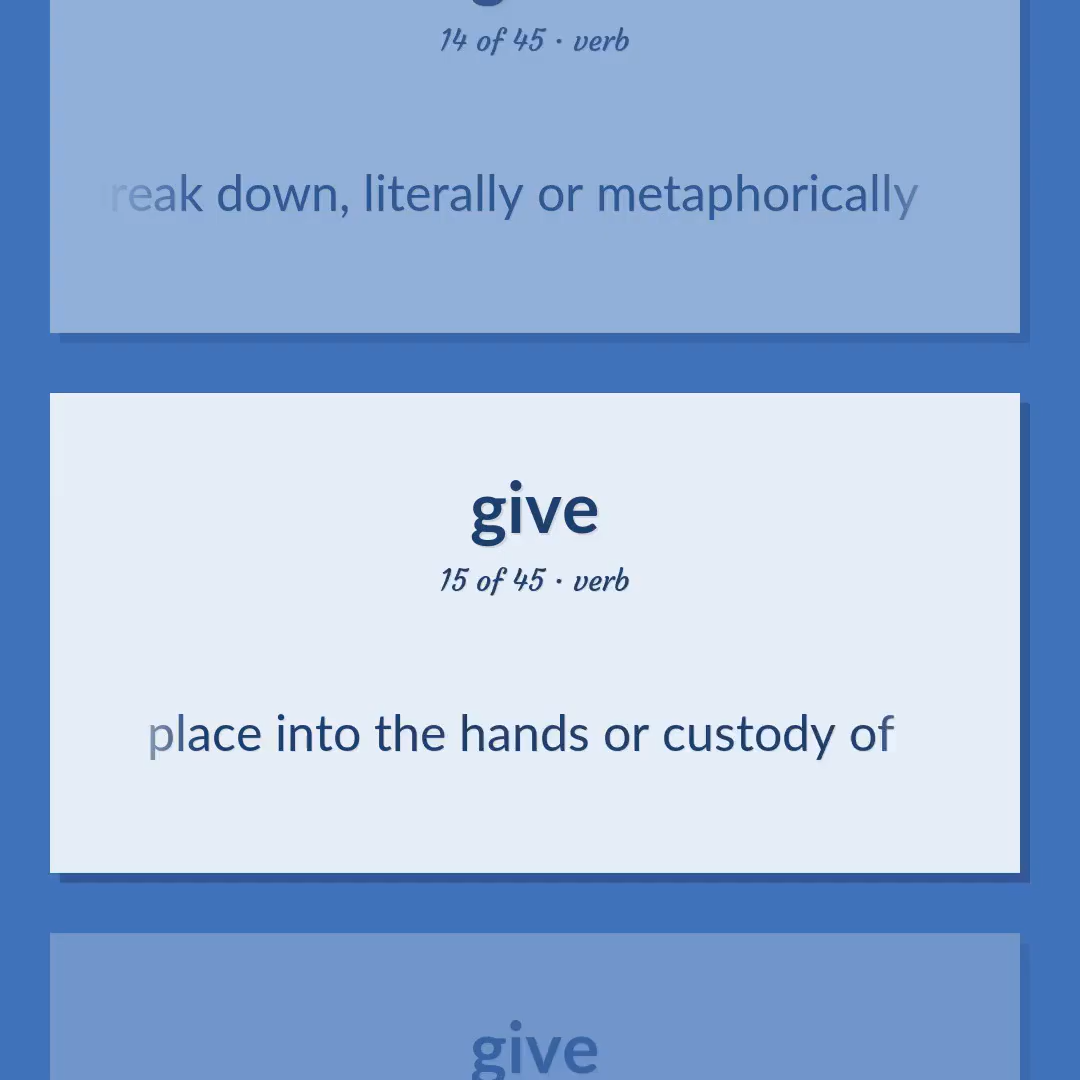 14 of 45 · verb
reak down, literally or metaphorically
give
15 of 45 · verb
place into the hands or custody of
give